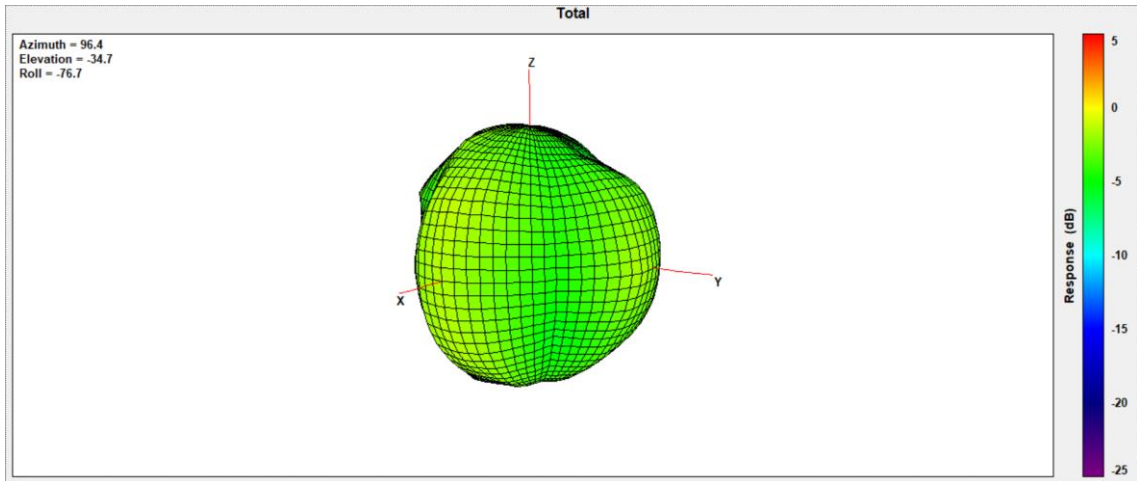 Total
Azimuth = 96.4
Elevation = -34.7
Roll = -76.7
Z
X
Y
5
0
-5
-10
-15
-20
-25
Response (dB)